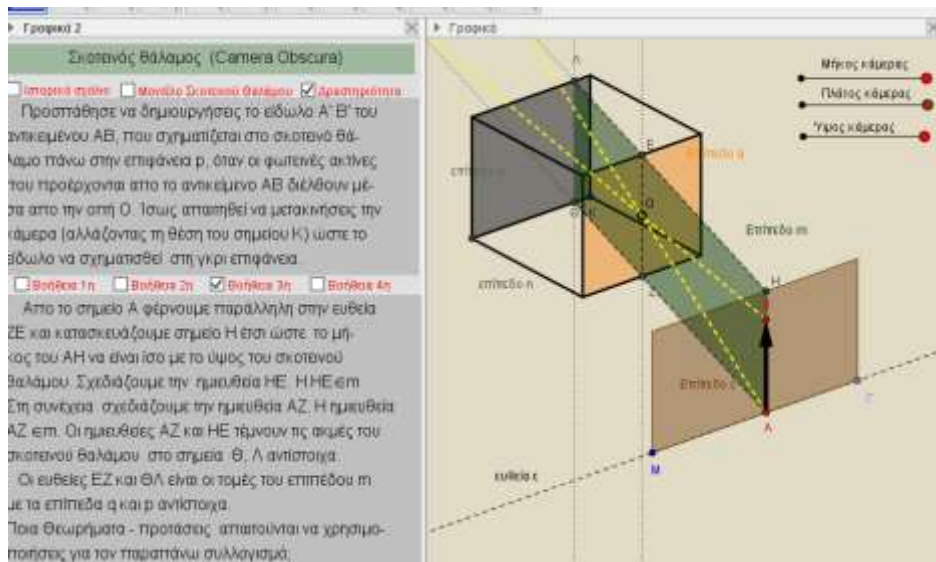 Γραφικά 2
Σκοτεινός θάλαμος (Camera Obscura)
Ιστορικό σχόλιο Μοντέλο Σκοτεινού Θαλάμου Δραστηριότητα
Προσπάθησε να δημιουργήσεις το είδωλο Α' Β' του
αντικειμένου ΑΒ, που σχηματίζεται στο σκοτεινό θά-
λαμο πάνω στην επιφάνεια p, όταν οι φωτεινές ακτίνες
που προέρχονται απο το αντικείμενο ΑΒ διέλθουν μέ-
σα απο την οπή Ο. Ίσως απαιτηθεί να μετακινήσεις την
κάμερα (αλλάζοντας τη θέση του σημείου Κ) ώστε το
είδωλο να σχηματισθεί στη γκρι επιφάνεια.
Βοήθεια 1η Βοήθεια 2η Βοήθεια 3η Βοήθεια 4η
Απο το σημείο Α φέρνουμε παράλληλη στην ευθεία
ΖΕ και κατασκευάζουμε σημείο Η έτσι ώστε το μή-
κος του ΑΗ να είναι ίσο με το ύψος του σκοτεινού
θαλάμου. Σχεδιάζουμε την ημιευθεία ΗΕ. Η ΗΕ∈m
Στη συνέχεια σχεδιάζουμε την ημιευθεία ΑΖ. Η ημιευθεία
ΑΖ ∈m. Οι ημιευθείες ΑΖ και ΗΕ τέμνουν τις ακμές του
σκοτεινού θαλάμου στο σημεία Θ, Λ αντίστοιχα.
Οι ευθείες ΕΖ και ΘΛ είναι οι τομές του επιπέδου m
με τα επίπεδα q και p αντίστοιχα.
Ποια Θεωρήματα - προτάσεις απαιτούνται να χρησιμο-
ποιήσεις για τον παραπάνω συλλογισμό;
Γραφικά
Μήκος κάμερας
Πλάτος κάμερας
Ύψος κάμερας
Λ
Ε
Επίπεδο q
επίπεδο
Θ
Κ
Ο
Επίπεδο m
επίπεδο n
Ζ
Η
Επίπεδο
Γ
Α
Μ
ευθεία ε